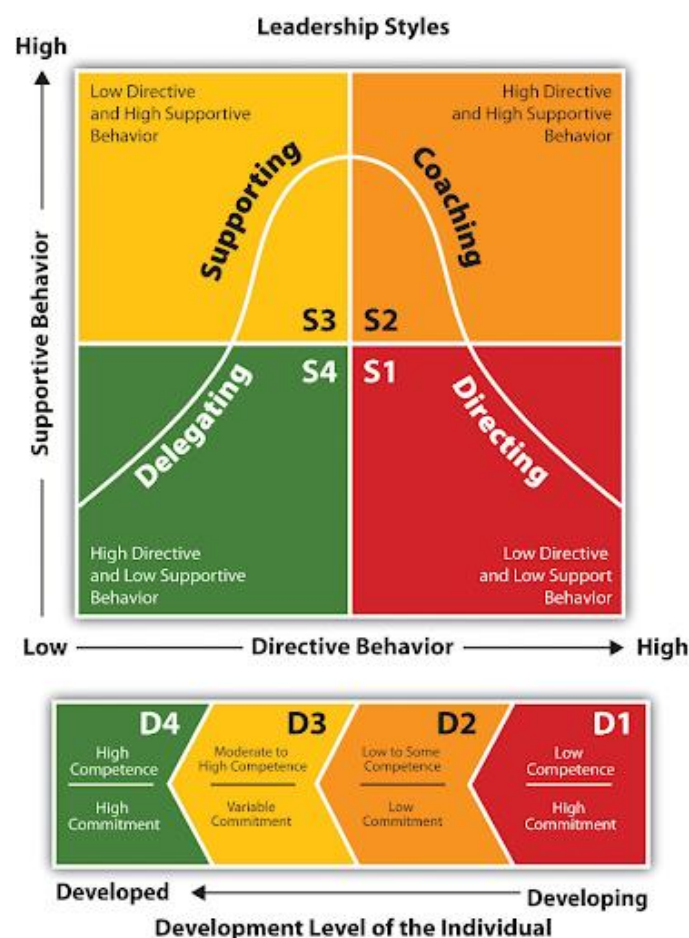 Leadership Styles
High
Low Directive
and High Supportive
Behavior
High Directive
and High Supportive
Behavior
Supporting
Coaching
Supportive Behavior
S3
S2
S4
S1
Delegating
Directing
High Directive
and Low Supportive
Behavior
Low Directive
and Low Support
Behavior
Low
Directive Behavior
High
D4
High
Competence
High
Commitment
D3
Moderate to
High Competence
Variable
Commitment
D2
Low to Some
Competence
Low
Commitment
D1
Low
Competence
High
Commitment
Developed
Developing
Development Level of the Individual